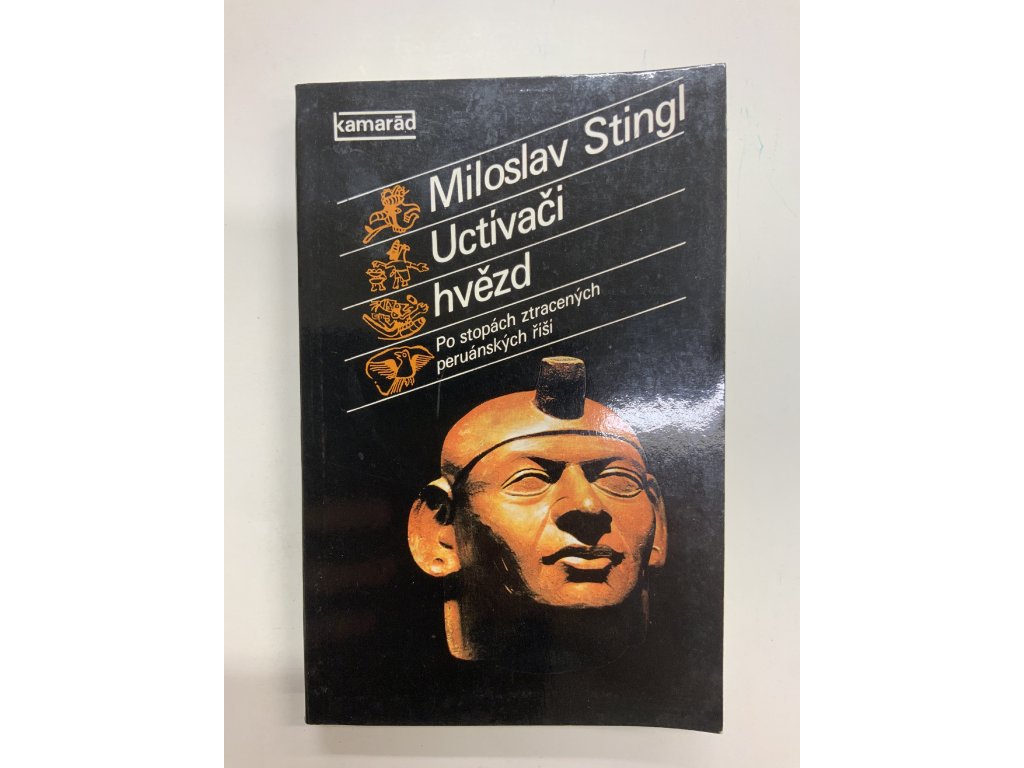 kamarád
Miloslav Stingl
Uctívači
hvězd
Po stopách ztracených
peruánských říší